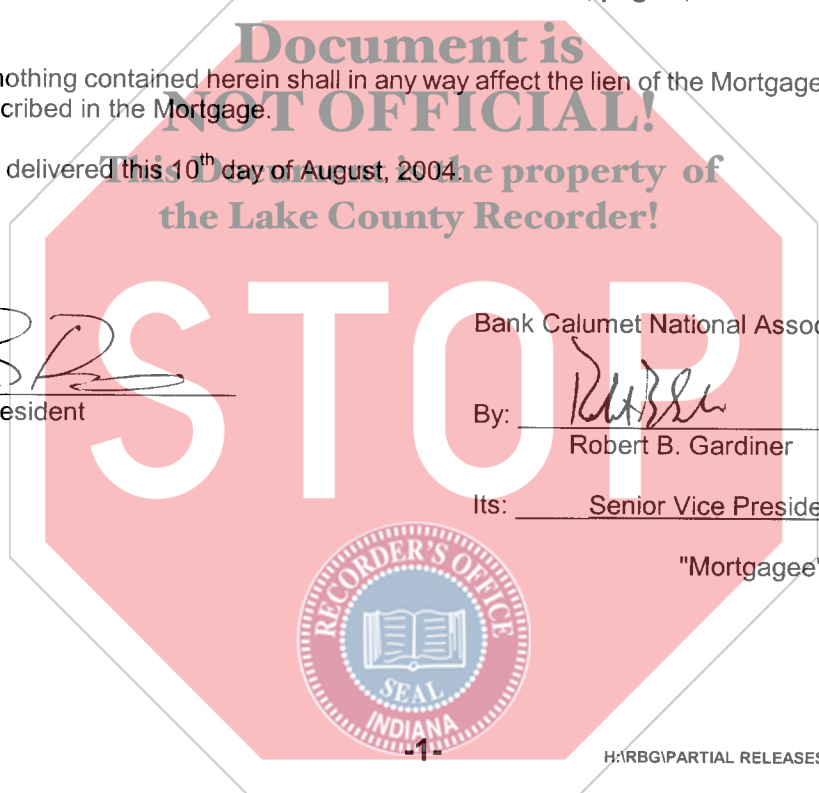 Document is
nothing contained herein shall in any way affect the lien of the Mortgage
cribed in the Mortgage.
NOT OFFICIAL!
delivered this 10th day of August, 2004.
This Document is the property of
the Lake County Recorder!
STOP
Bank Calumet National Assoc
esident
By:
Robert B. Gardiner
Its: Senior Vice Preside
"Mortgagee"
RECORDER'S OFFICE
SEAL
INDIANA
-1-
H:\RBG\PARTIAL RELEASES